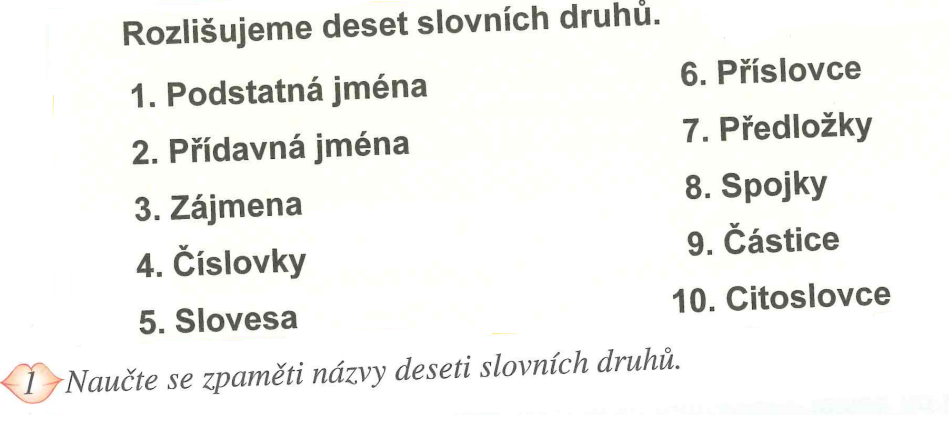 Rozlišujeme deset slovních druhů.
1. Podstatná jména
2. Přídavná jména
3. Zájmena
4. Číslovky
5. Slovesa
6. Příslovce
7. Předložky
8. Spojky
9. Částice
10. Citoslovce
1 Naučte se zpaměti názvy deseti slovních druhů.